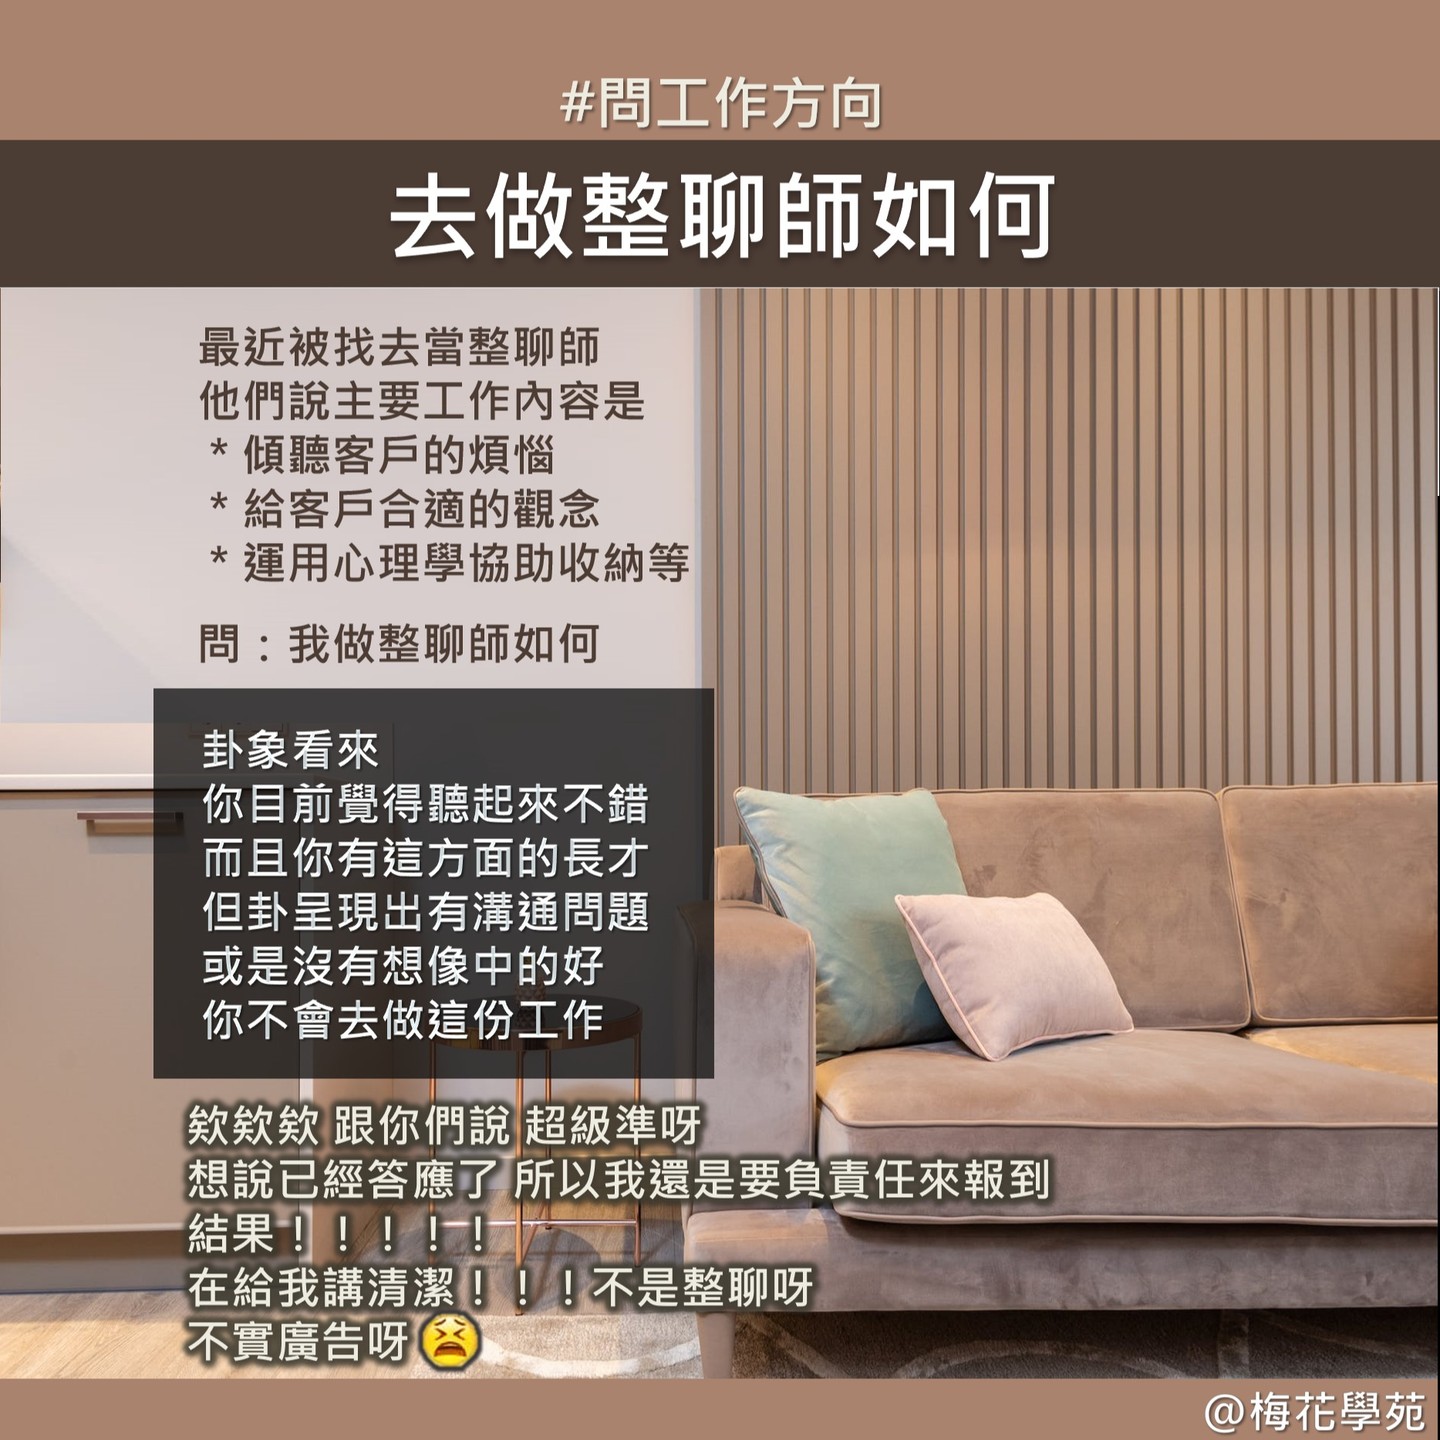 #問工作方向
去做整聊師如何
最近被找去當整聊師
他們說主要工作內容是
* 傾聽客戶的煩惱
* 給客戶合適的觀念
* 運用心理學協助收納等
問：我做整聊師如何
卦象看來
你目前覺得聽起來不錯
而且你有這方面的長才
但卦呈現出有溝通問題
或是沒有想像中的好
你不會去做這份工作
欸欸欸 跟你們說 超級準呀
想說已經答應了 所以我還是要負責任來報到
結果！！！！！
在給我講清潔！！！不是整聊呀
不實廣告呀😫
@梅花學苑